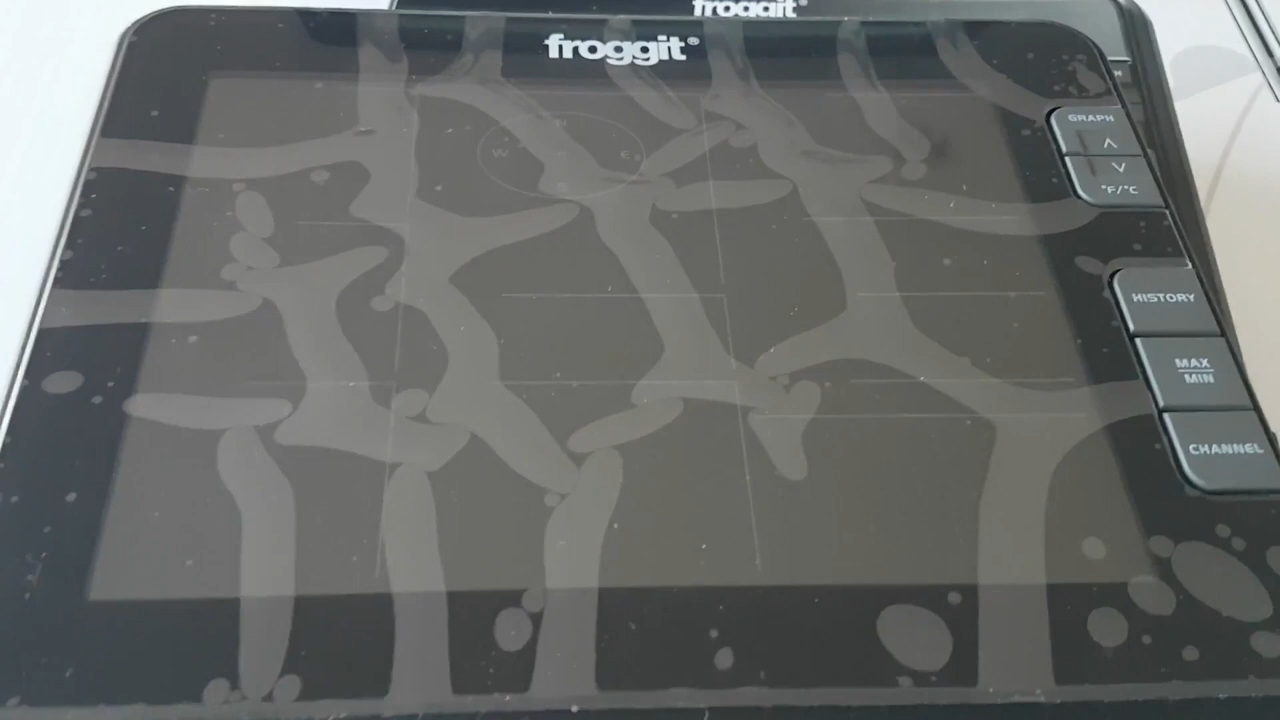 froggit®
froggit®
GRAPH
W
E
°F/°C
HISTORY
MAX
MIN
CHANNEL